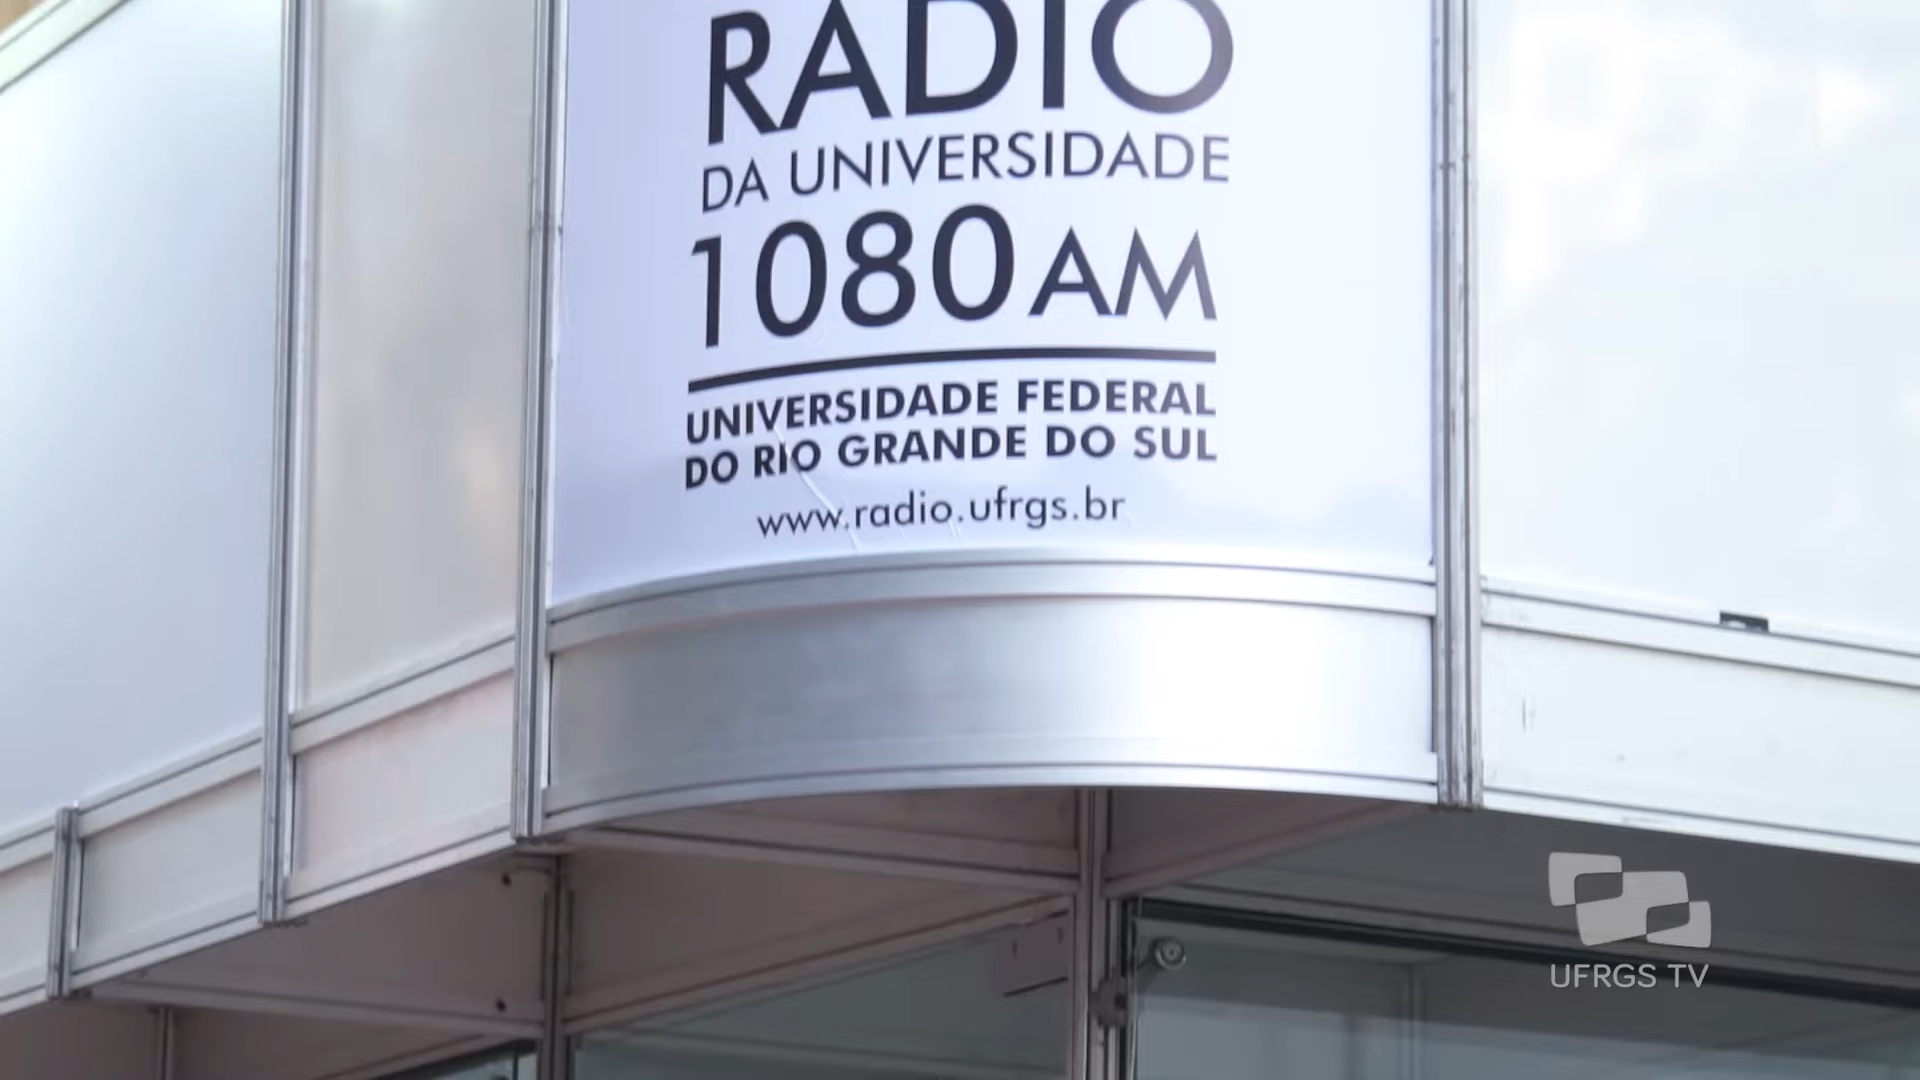 RÁDIO
DA UNIVERSIDADE
1080 AM
UNIVERSIDADE FEDERAL
DO RIO GRANDE DO SUL
www.radio.ufrgs.br
UFRGS TV